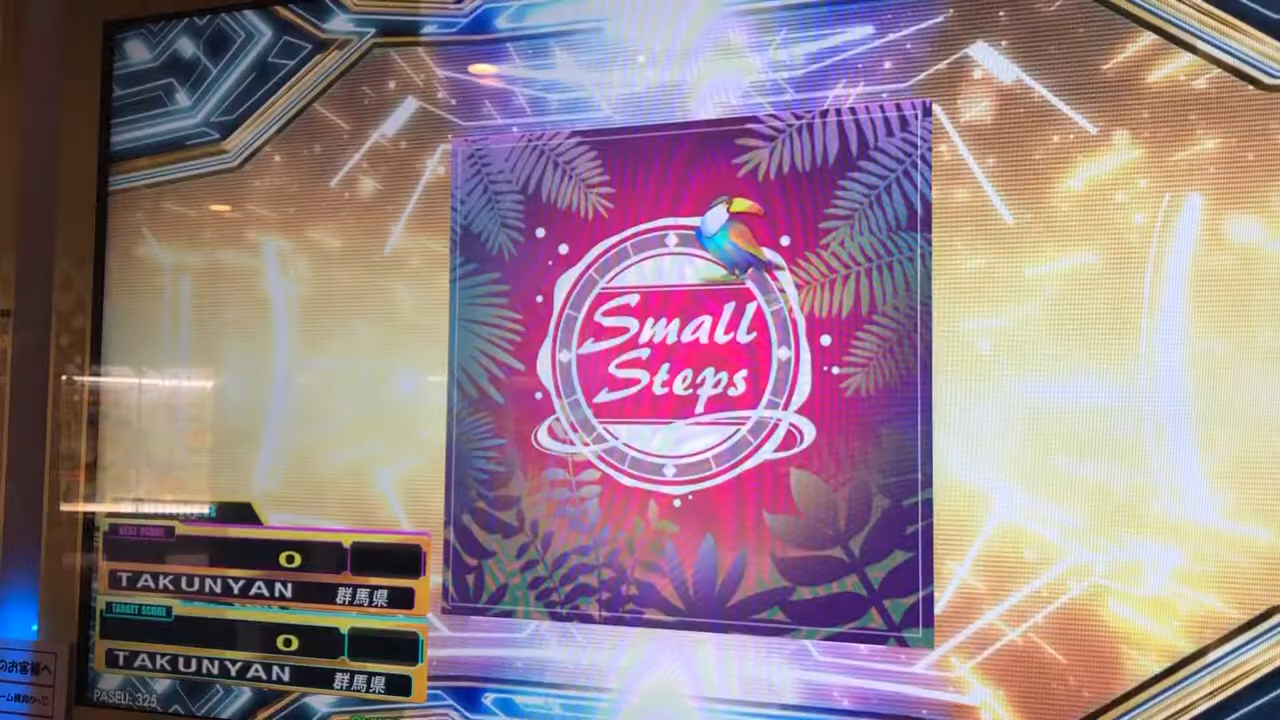 Small
Steps
BEST SCORE
0
TAKUNYAN 群馬県
TARGET SCORE
0
TAKUNYAN 群馬県
PASELI: 325
のお客様へ